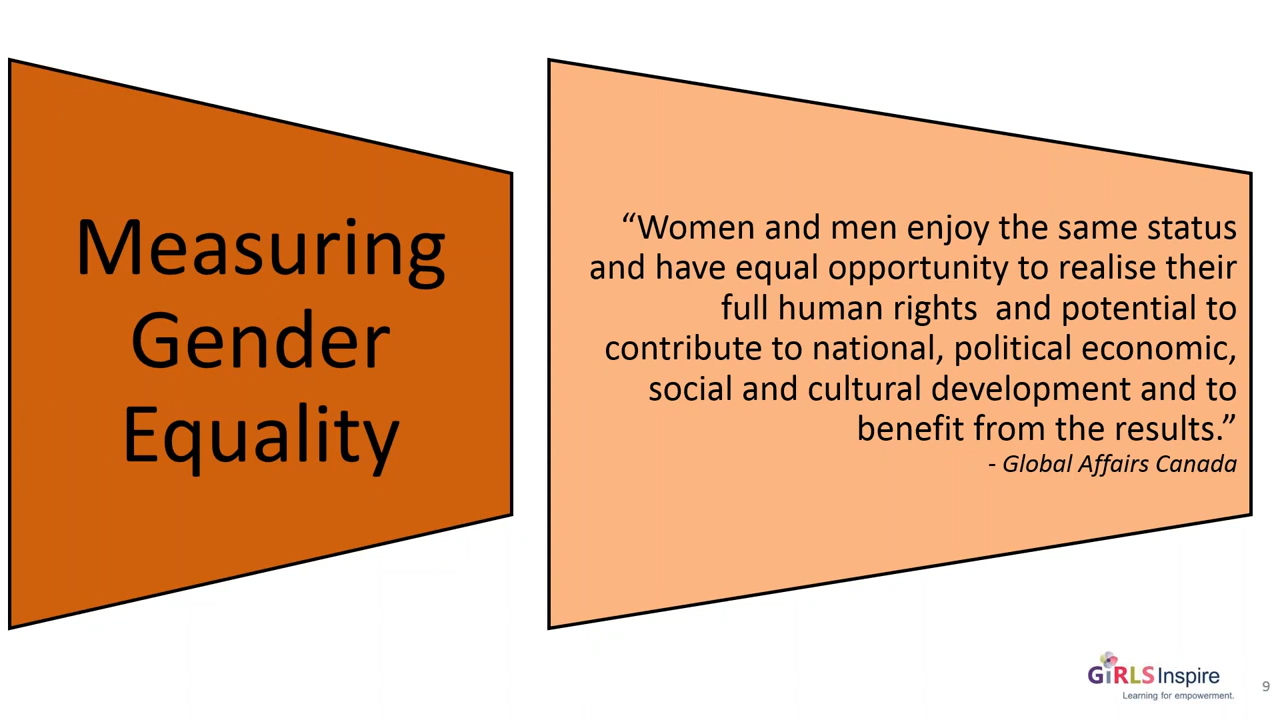 Measuring
Gender
Equality
“Women and men enjoy the same status
and have equal opportunity to realise their
full human rights  and potential to
contribute to national, political economic,
social and cultural development and to
benefit from the results.”
- Global Affairs Canada
GiRLS Inspire
Learning for empowerment.
9